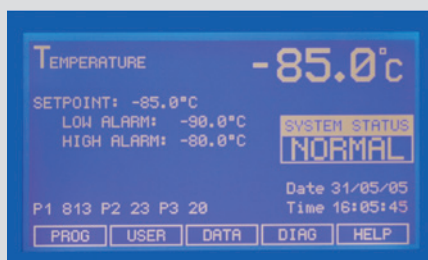 TEMPERATURE -85.0°C
SETPOINT: -85.0°C
LOW ALARM: -90.0°C
HIGH ALARM: -80.0°C
SYSTEM STATUS
NORMAL
Date 31/05/05
P1 813 P2 23 P3 20 Time 16:05:45
PROG USER DATA DIAG HELP